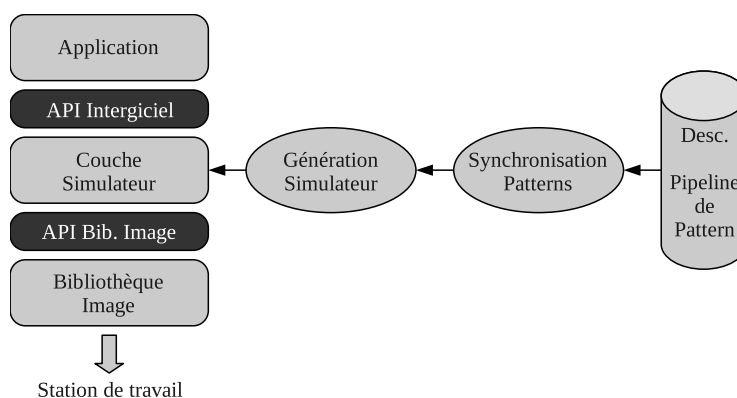 Application
API Intergiciel
Couche
Simulateur
API Bib. Image
Bibliothèque
Image
Station de travail
Génération
Simulateur
Synchronisation
Patterns
Desc.
Pipeline
de
Pattern